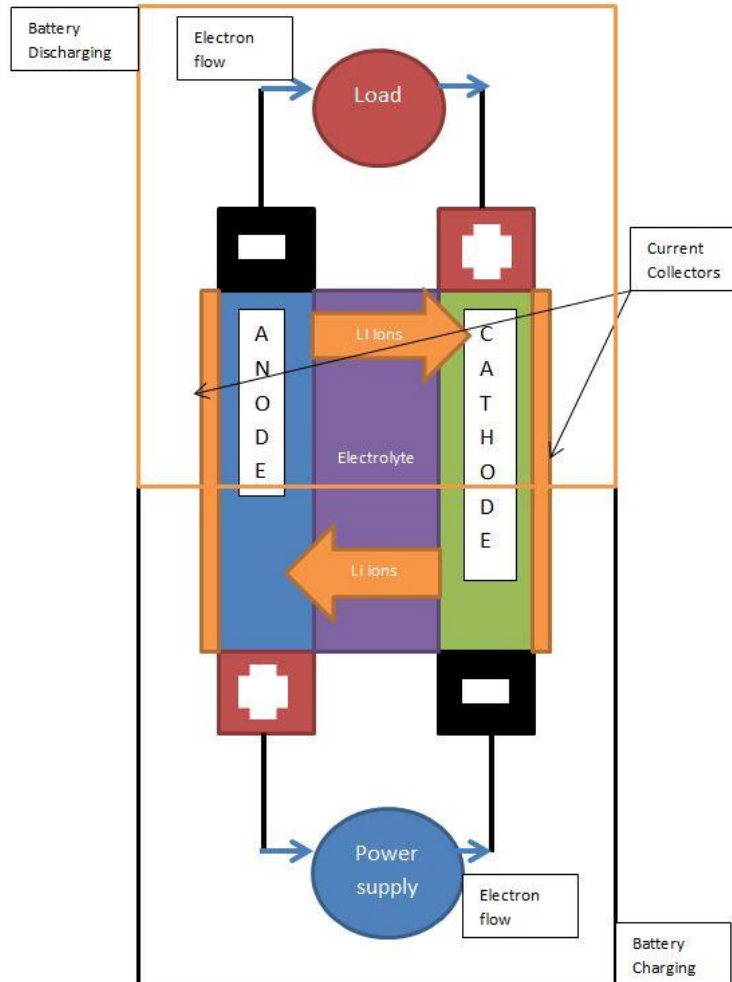 Battery
Discharging
Electron
flow
Load
Current
Collectors
LI ions
A
N
O
D
E
C
A
T
H
O
D
E
Electrolyte
Li ions
Power
supply
Electron
flow
Battery
Charging